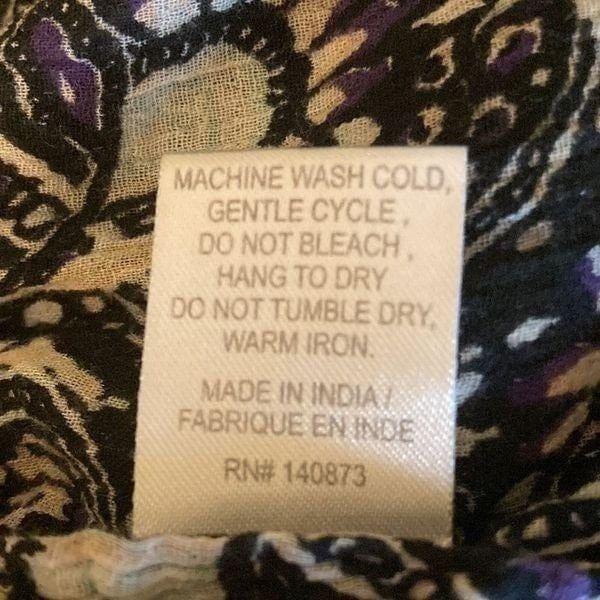 MACHINE WASH COLD,
GENTLE CYCLE ,
DO NOT BLEACH ,
HANG TO DRY
DO NOT TUMBLE DRY,
WARM IRON.
MADE IN INDIA /
FABRIQUE EN INDE
RN# 140873